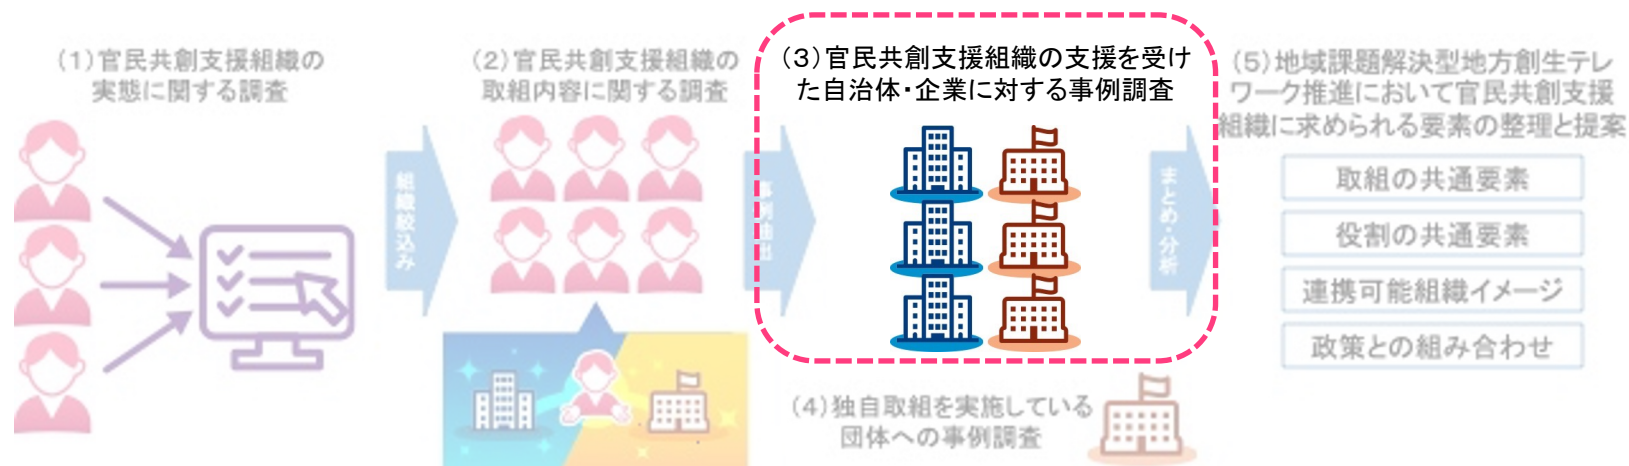 (1)官民共創支援組織の
実態に関する調査
組織絞込み
(2)官民共創支援組織の
取組内容に関する調査
事例抽出
(3)官民共創支援組織の支援を受け
た自治体・企業に対する事例調査
まとめ・分析
(4)独自取組を実施している
団体への事例調査
(5)地域課題解決型地方創生テレ
ワーク推進において官民共創支援
組織に求められる要素の整理と提案
取組の共通要素
役割の共通要素
連携可能組織イメージ
政策との組み合わせ